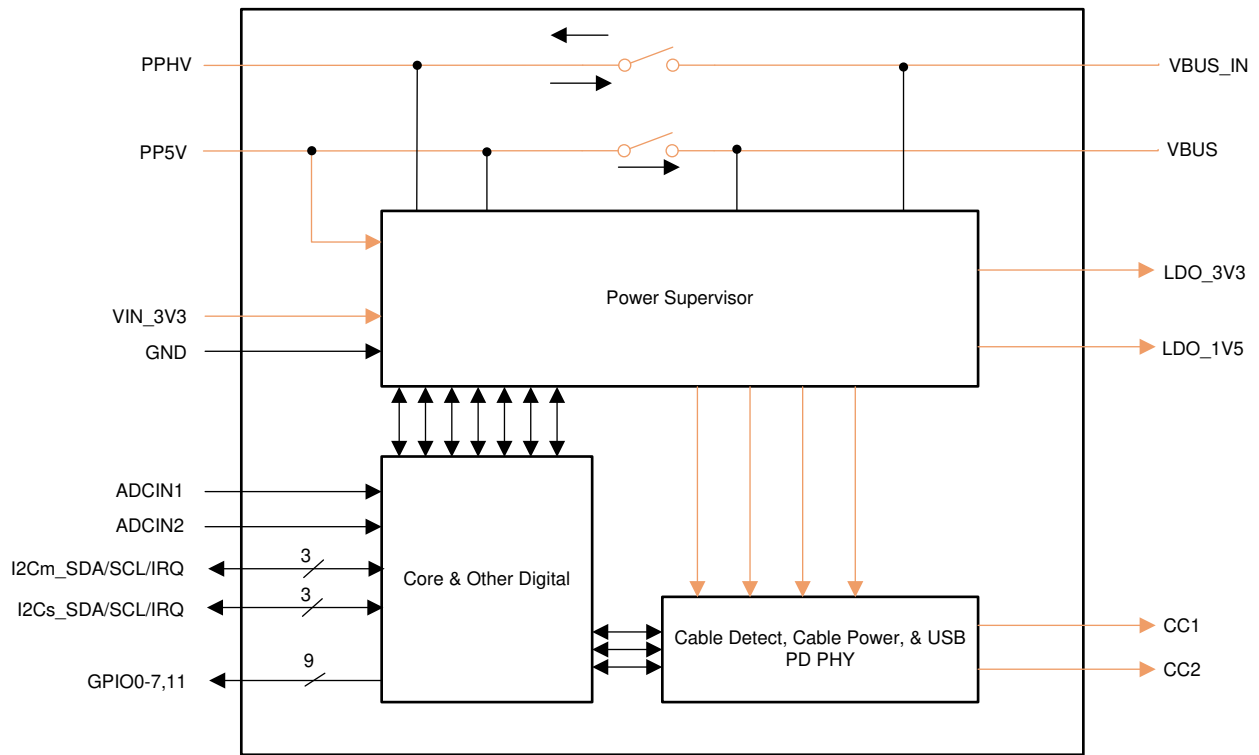 PPHV
VBUS_IN
PP5V
VBUS
Power Supervisor
LDO_3V3
VIN_3V3
GND
LDO_1V5
ADCIN1
ADCIN2
I2Cm_SDA/SCL/IRQ
3
I2Cs_SDA/SCL/IRQ
3
Core & Other Digital
GPIO0-7,11
9
Cable Detect, Cable Power, & USB
PD PHY
CC1
CC2